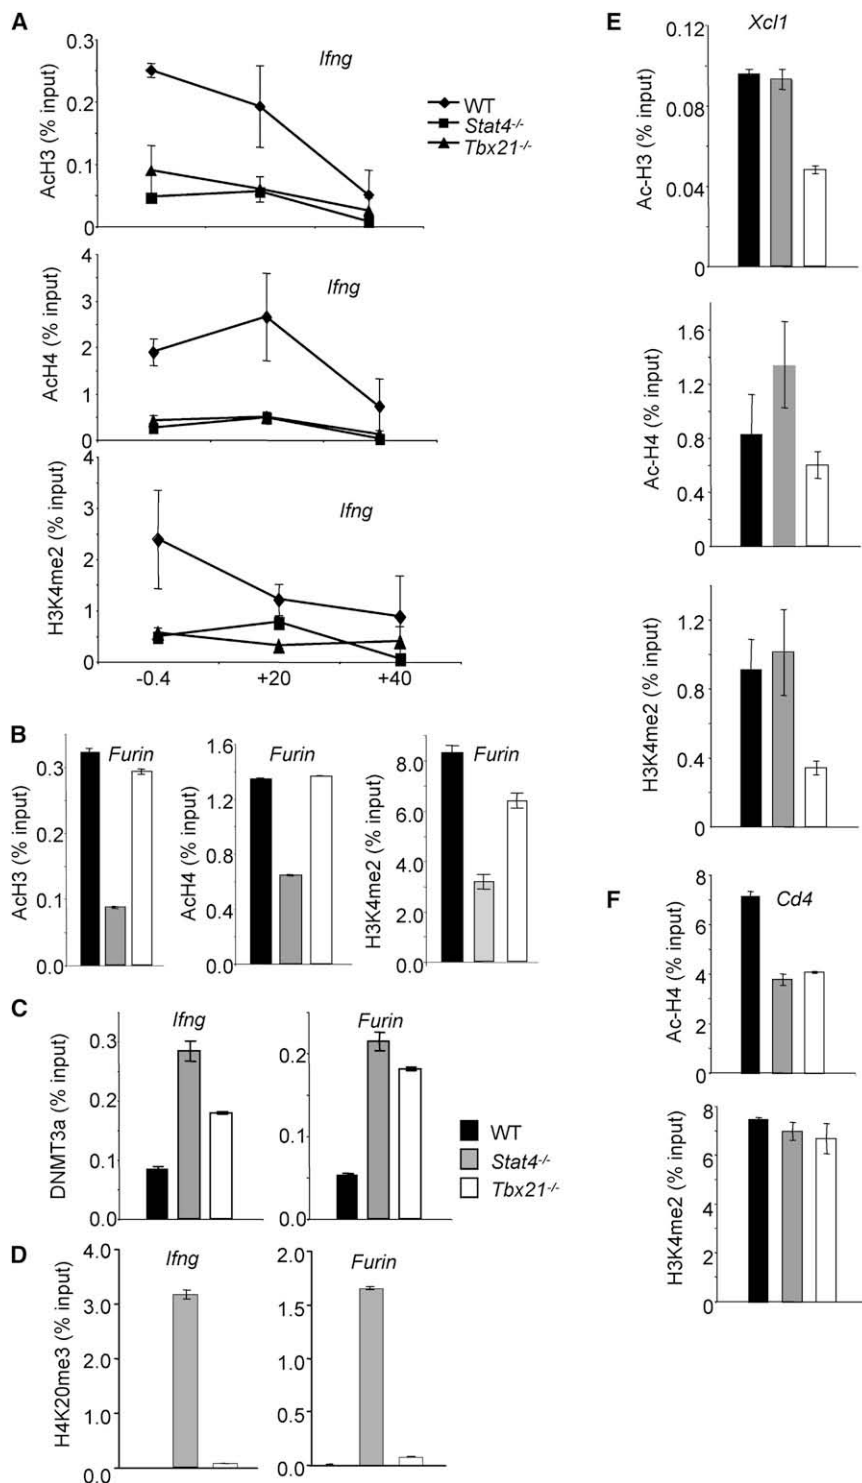 A
Ifng
AcH3 (% input)
0.3
0.2
0.1
0
WT
Stat4-/-
Tbx21-/-
Ifng
AcH4 (% input)
4
3
2
1
0
Ifng
H3K4me2 (% input)
4
3
2
1
0
-0.4 +20 +40
B
Furin
AcH3 (% input)
0.3
0.2
0.1
0.0
Furin
AcH4 (% input)
1.6
1.2
0.6
0.4
0.0
Furin
H3K4me2 (% input)
8.0
6.0
4.0
2.0
0.0
C
Ifng
DNMT3a (% input)
0.3
0.2
0.1
0.0
Furin
0.2
0.1
0.0
WT
Stat4-/-
Tbx21-/-
D
Ifng
H4K20me3 (% input)
4.0
3.0
2.0
1.0
0.0
Furin
2.0
1.5
1.0
0.5
0.0
E
Xcl1
Ac-H3 (% input)
0.12
0.08
0.04
0
Ac-H4 (% input)
1.6
1.2
0.8
0.4
0
H3K4me2 (% input)
1.2
0.8
0.4
0
F
Cd4
Ac-H4 (% input)
8
6
4
2
0
H3K4me2 (% input)
8
6
4
2
0